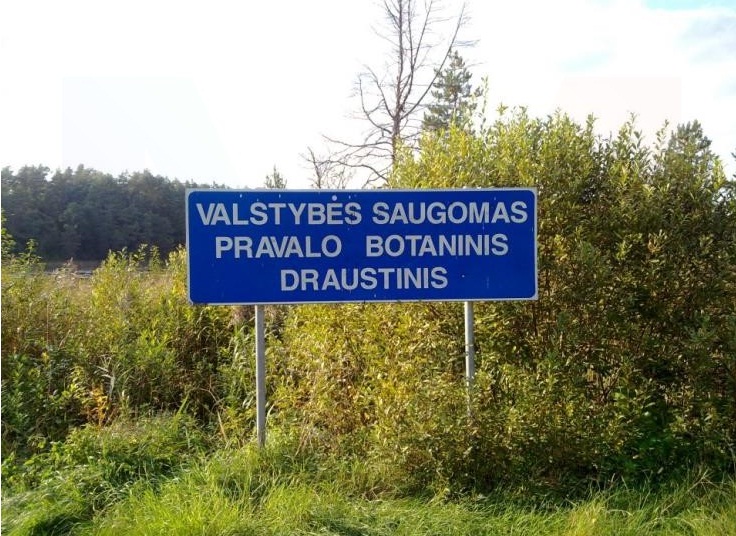 VALSTYBĖS SAUGOMAS
PRAVALO BOTANINIS
DRAUSTINIS